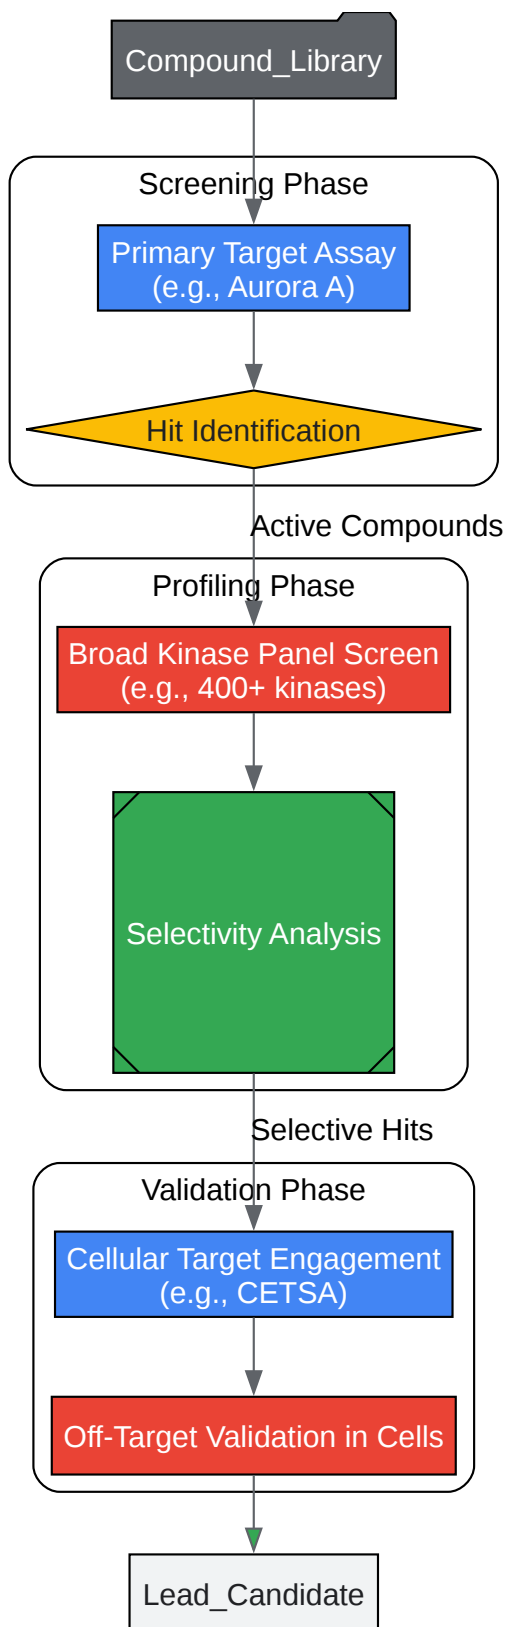 Compound_Library
Screening Phase
Primary Target Assay
(e.g., Aurora A)
Hit Identification
Active Compounds
Profiling Phase
Broad Kinase Panel Screen
(e.g., 400+ kinases)
Selectivity Analysis
Selective Hits
Validation Phase
Cellular Target Engagement
(e.g., CETSA)
Off-Target Validation in Cells
Lead_Candidate